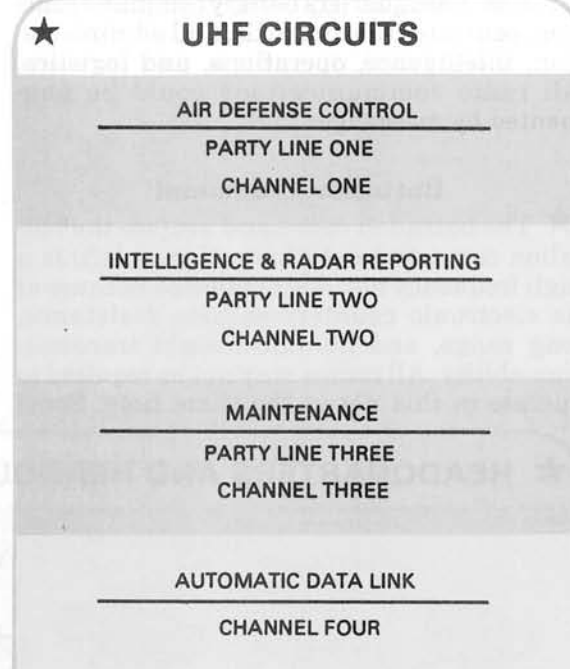 ★ UHF CIRCUITS
AIR DEFENSE CONTROL
PARTY LINE ONE
CHANNEL ONE
INTELLIGENCE & RADAR REPORTING
PARTY LINE TWO
CHANNEL TWO
MAINTENANCE
PARTY LINE THREE
CHANNEL THREE
AUTOMATIC DATA LINK
CHANNEL FOUR